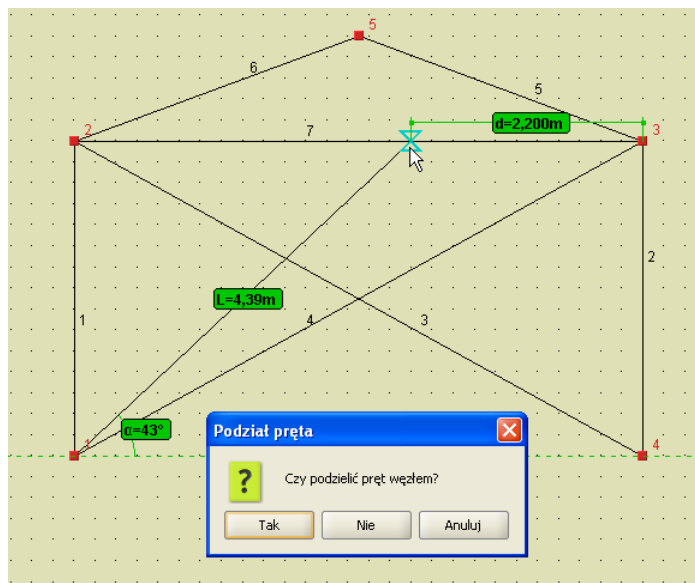 5
6
5
d=2,200m
2
7
3
2
L=4,39m
1
4
3
α=43°
1
4
Podział pręta
?
Czy podzielić pręt węzłem?
Tak
Nie
Anuluj